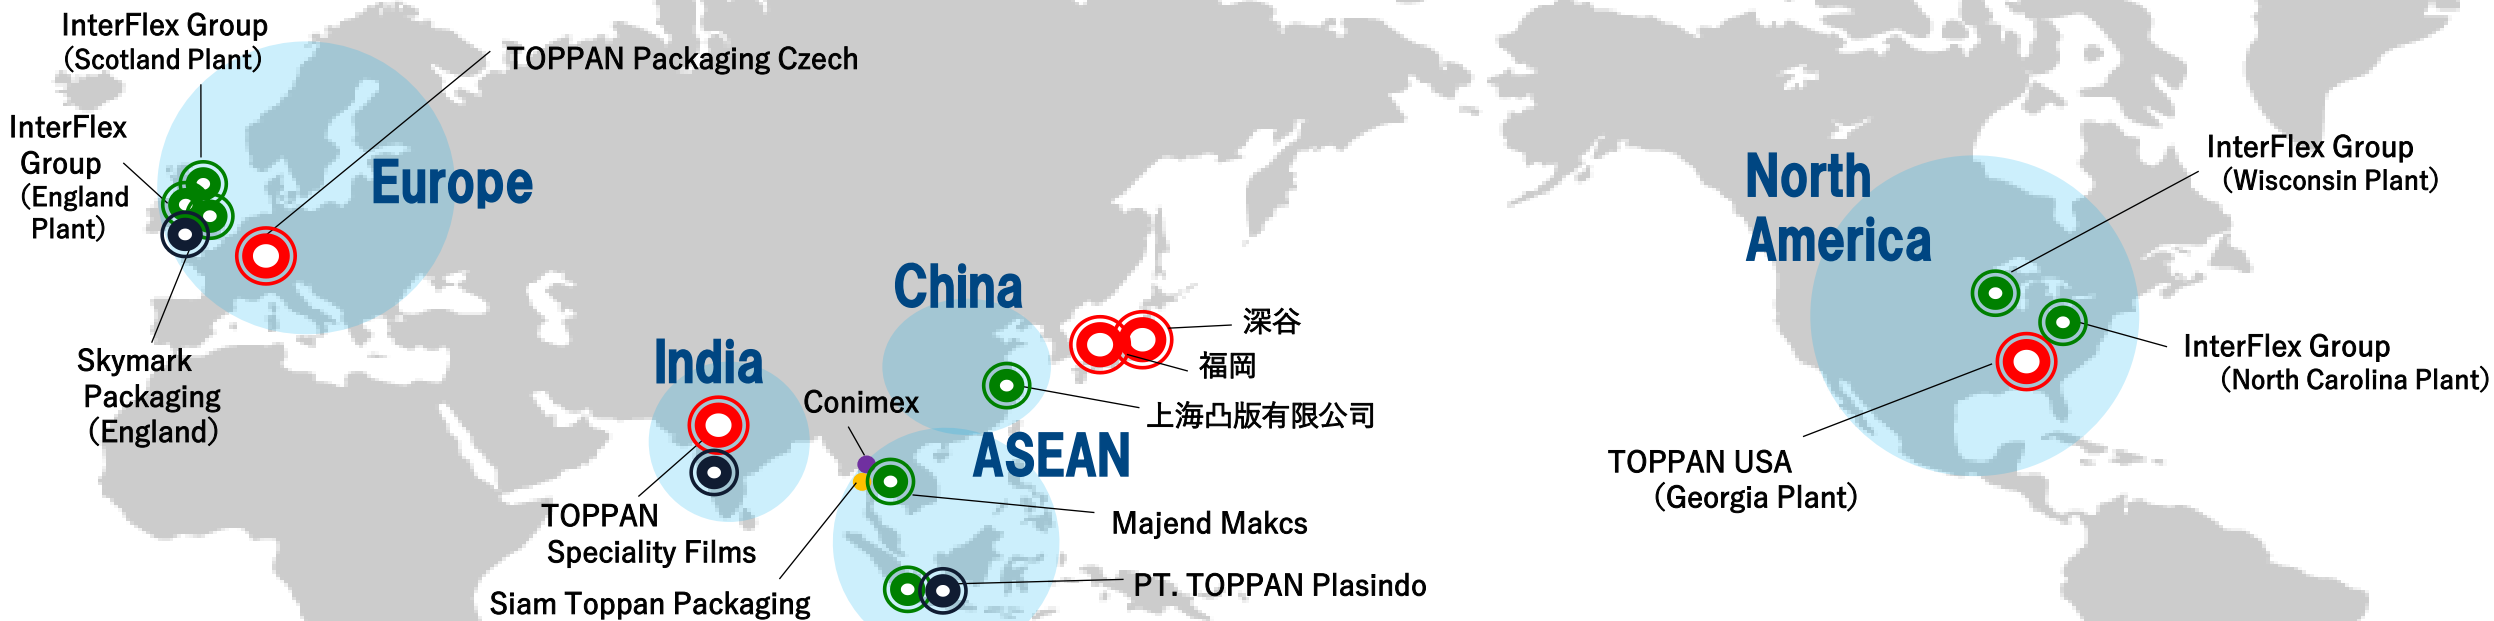 InterFlex Group
(Scotland Plant)
TOPPAN Packaging Czech
InterFlex
Group
(England
Plant)
Europe
Skymark
Packaging
(England)
India
TOPPAN
Speciality Films
China
深谷
福岡
上海凸版有限公司
Conimex
ASEAN
Majend Makcs
PT. TOPPAN Plasindo
Siam Toppan Packaging
North
America
InterFlex Group
(Wisconsin Plant)
InterFlex Group
(North Carolina Plant)
TOPPAN USA
(Georgia Plant)